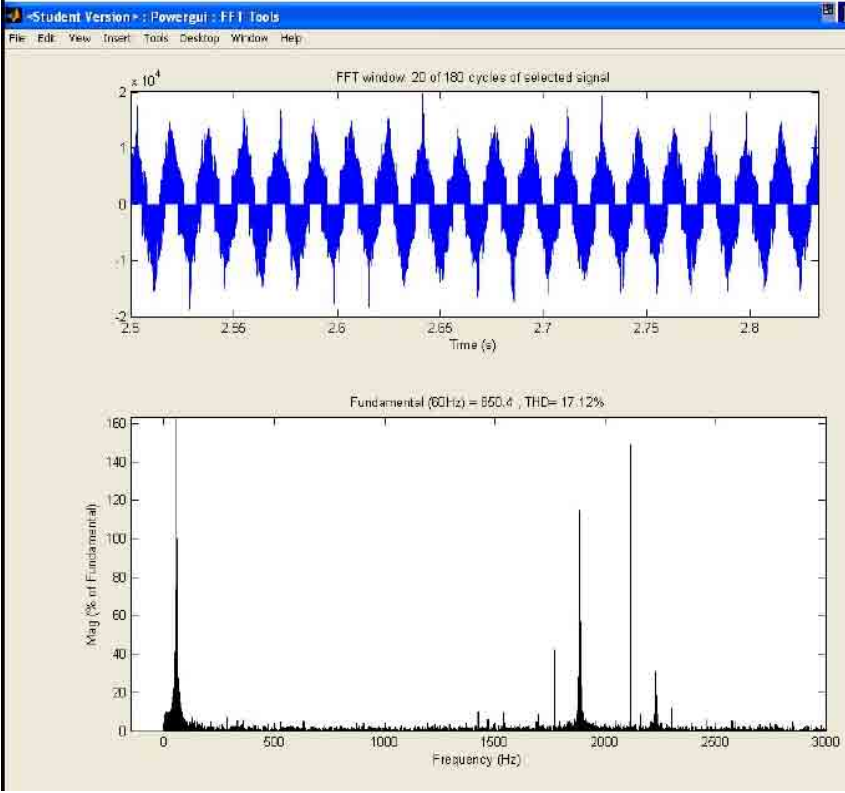 <Student Version> : Powergui : FFT Tools
File Edit View Insert Tools Desktop Window Help
FFT window: 20 of 180 cycles of selected signal
x 10^4
2
1
0
-1
-2
2.5 2.55 2.6 2.65 2.7 2.75 2.8
Time (s)
Fundamental (60Hz) = 650.4 , THD= 17.12%
160
140
120
100
80
60
40
20
0
Mag (% of Fundamental)
0 500 1000 1500 2000 2500 3000
Frequency (Hz)